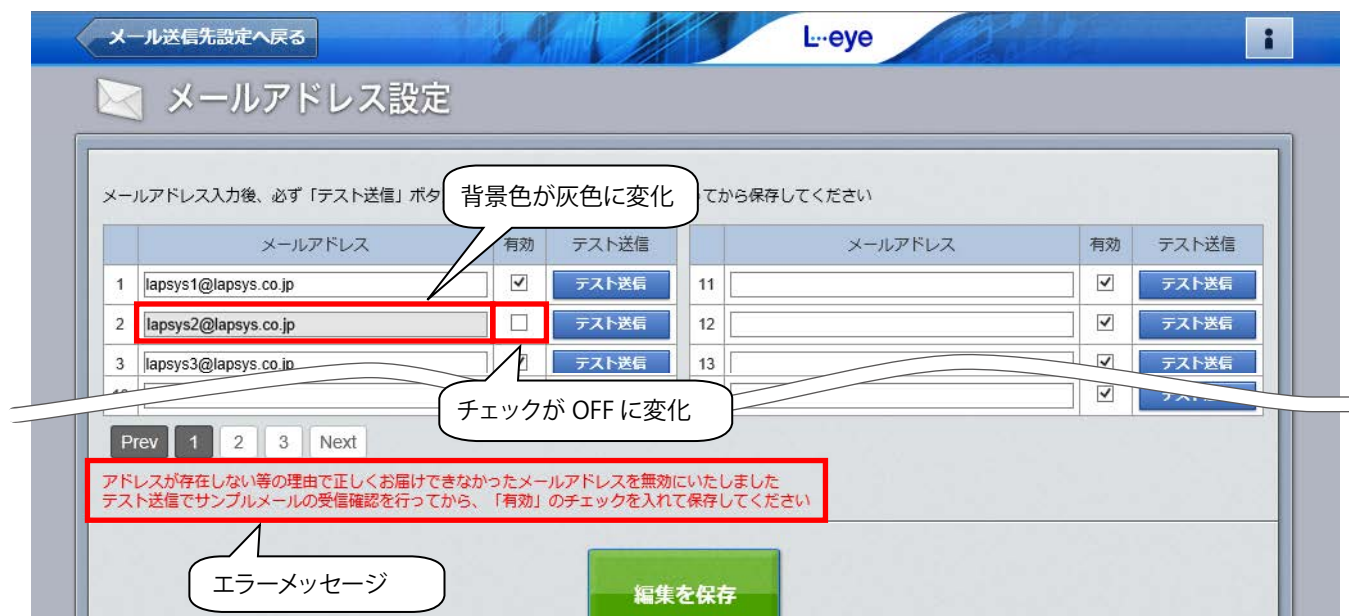 メール送信先設定へ戻る
L...eye
メールアドレス設定
メールアドレス入力後、必ず「テスト送信」ボタ
ってから保存してください
背景色が灰色に変化
メールアドレス 有効 テスト送信 メールアドレス 有効 テスト送信
1 lapsys1@lapsys.co.jp テスト送信 11 テスト送信
2 lapsys2@lapsys.co.jp テスト送信 12 テスト送信
3 lapsys3@lapsys.co.jp テスト送信 13 テスト送信
チェックが OFF に変化
Prev 1 2 3 Next
アドレスが存在しない等の理由で正しくお届けできなかったメールアドレスを無効にいたしました
テスト送信でサンプルメールの受信確認を行ってから、「有効」のチェックを入れて保存してください
エラーメッセージ
編集を保存